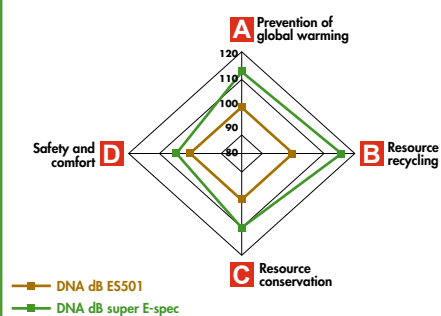 A Prevention of
global warming
120
110
100
90
80
Safety and
comfort D
B Resource
recycling
C Resource
conservation
DNA dB ES501
DNA dB super E-spec